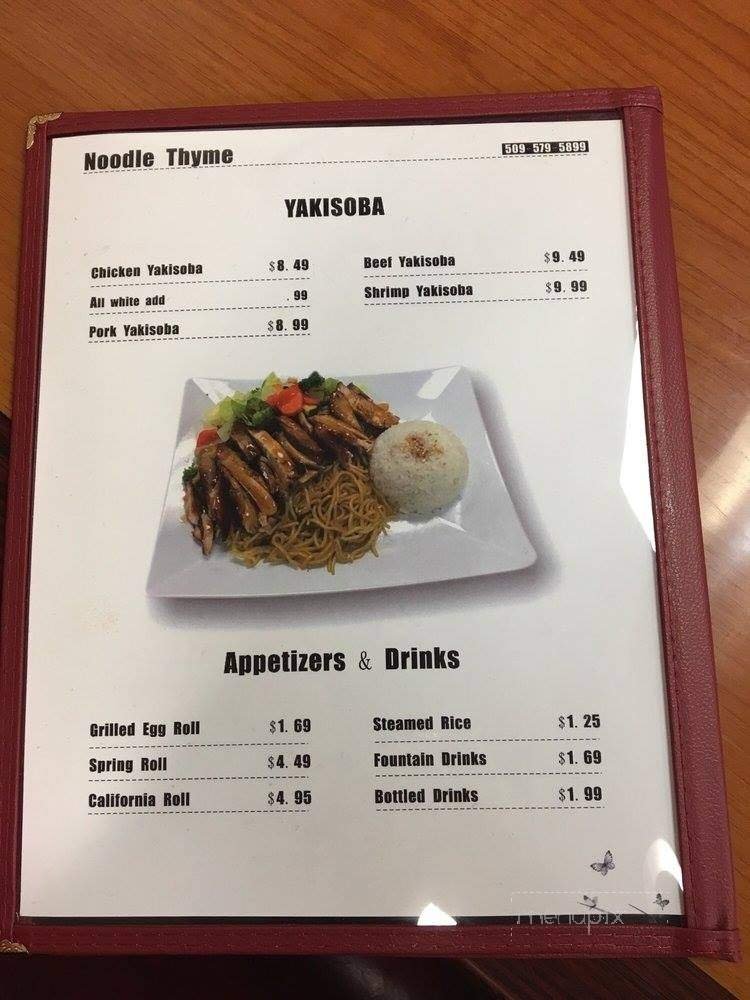 Noodle Thyme
509-579-5899
YAKISOBA
Chicken Yakisoba $8.49
All white add .99
Pork Yakisoba $8.99
Beef Yakisoba $9.49
Shrimp Yakisoba $9.99
Appetizers & Drinks
Grilled Egg Roll $1.69
Spring Roll $4.49
California Roll $4.95
Steamed Rice $1.25
Fountain Drinks $1.69
Bottled Drinks $1.99
menupix